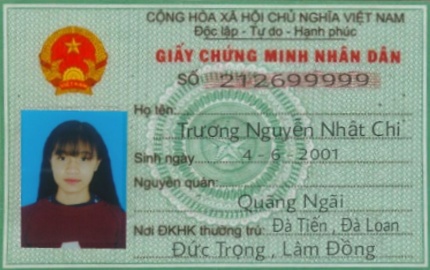 CỘNG HÒA XÃ HỘI CHỦ NGHĨA VIỆT NAM
Độc lập - Tự do - Hạnh phúc
GIẤY CHỨNG MINH NHÂN DÂN
SỐ 212699999
Họ tên
Trương Nguyễn Nhật Chi
Sinh ngày 4 - 6 - 2001
Nguyên quán:
Quãng Ngãi
Nơi ĐKHK thường trú: Đà Tiến , Đà Loan
Đức Trọng , Lâm Đồng